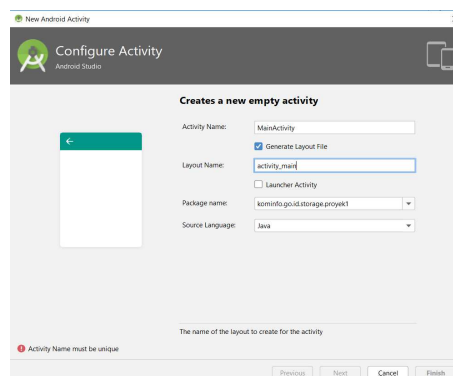 New Android Activity
Configure Activity
Android Studio
Creates a new empty activity
Activity Name: MainActivity
Generate Layout File
Layout Name: activity_main
Launcher Activity
Package name: kominfo.go.id.storage.proyek1
Source Language: Java
The name of the layout to create for the activity
Activity Name must be unique
Previous Next Cancel Finish